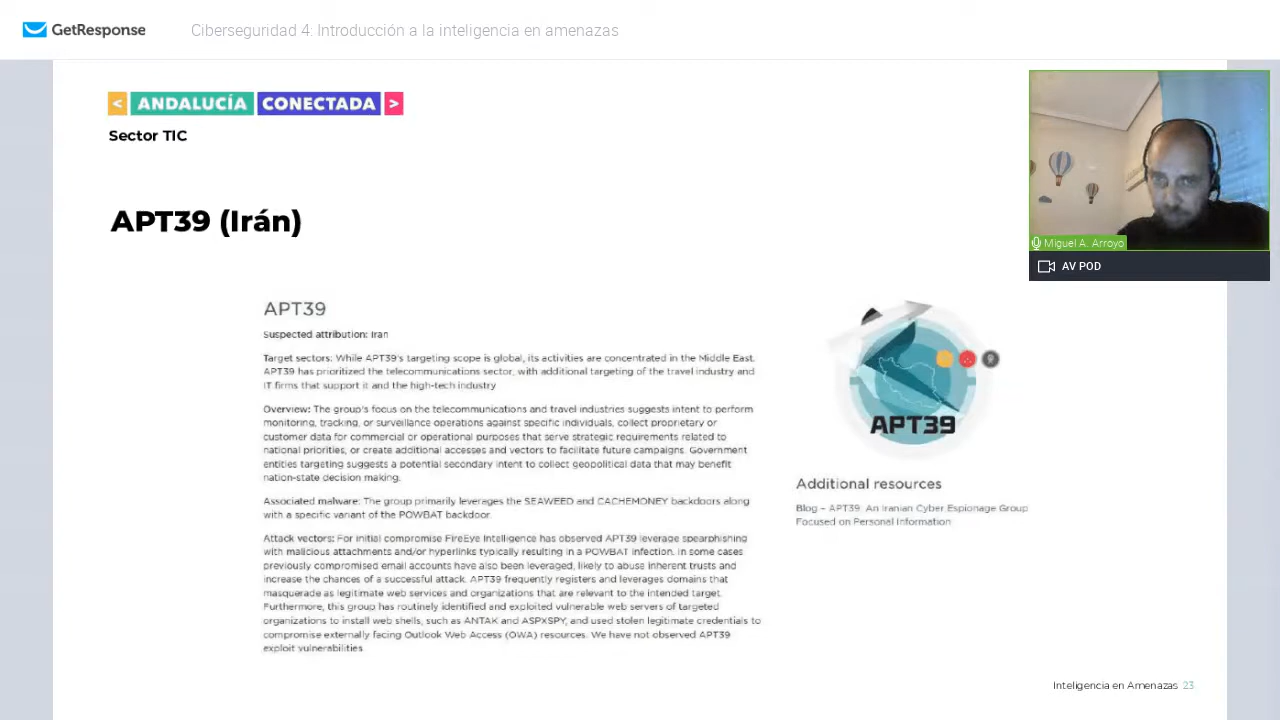 GetResponse
Ciberseguridad 4: Introducción a la inteligencia en amenazas
< ANDALUCÍA CONECTADA >
Sector TIC
Miguel A. Arroyo
AV POD
APT39 (Irán)
APT39
Suspected attribution: Iran
Target sectors: While APT39's targeting scope is global, its activities are concentrated in the Middle East.
APT39 has prioritized the telecommunications sector, with additional targeting of the travel industry and
IT firms that support it and the high-tech industry
Overview: The group's focus on the telecommunications and travel industries suggests intent to perform
monitoring, tracking, or surveillance operations against specific individuals, collect proprietary or
customer data for commercial or operational purposes that serve strategic requirements related to
national priorities, or create additional accesses and vectors to facilitate future campaigns. Government
entities targeting suggests a potential secondary intent to collect geopolitical data that may benefit
nation-state decision making.
Associated malware: The group primarily leverages the SEAWEED and CACHEMONEY backdoors along
with a specific variant of the POWBAT backdoor.
Attack vectors: For initial compromise FireEye Intelligence has observed APT39 leverage spearphishing
with malicious attachments and/or hyperlinks typically resulting in a POWBAT infection. In some cases
previously compromised email accounts have also been leveraged, likely to abuse inherent trusts and
increase the chances of a successful attack. APT39 frequently registers and leverages domains that
masquerade as legitimate web services and organizations that are relevant to the intended target.
Furthermore, this group has routinely identified and exploited vulnerable web servers of targeted
organizations to install web shells, such as ANTAK and ASPXSPY, and used stolen legitimate credentials to
compromise externally facing Outlook Web Access (OWA) resources. We have not observed APT39
exploit vulnerabilities
APT39
Additional resources
Blog – APT39: An Iranian Cyber Espionage Group
Focused on Personal Information
Inteligencia en Amenazas 23